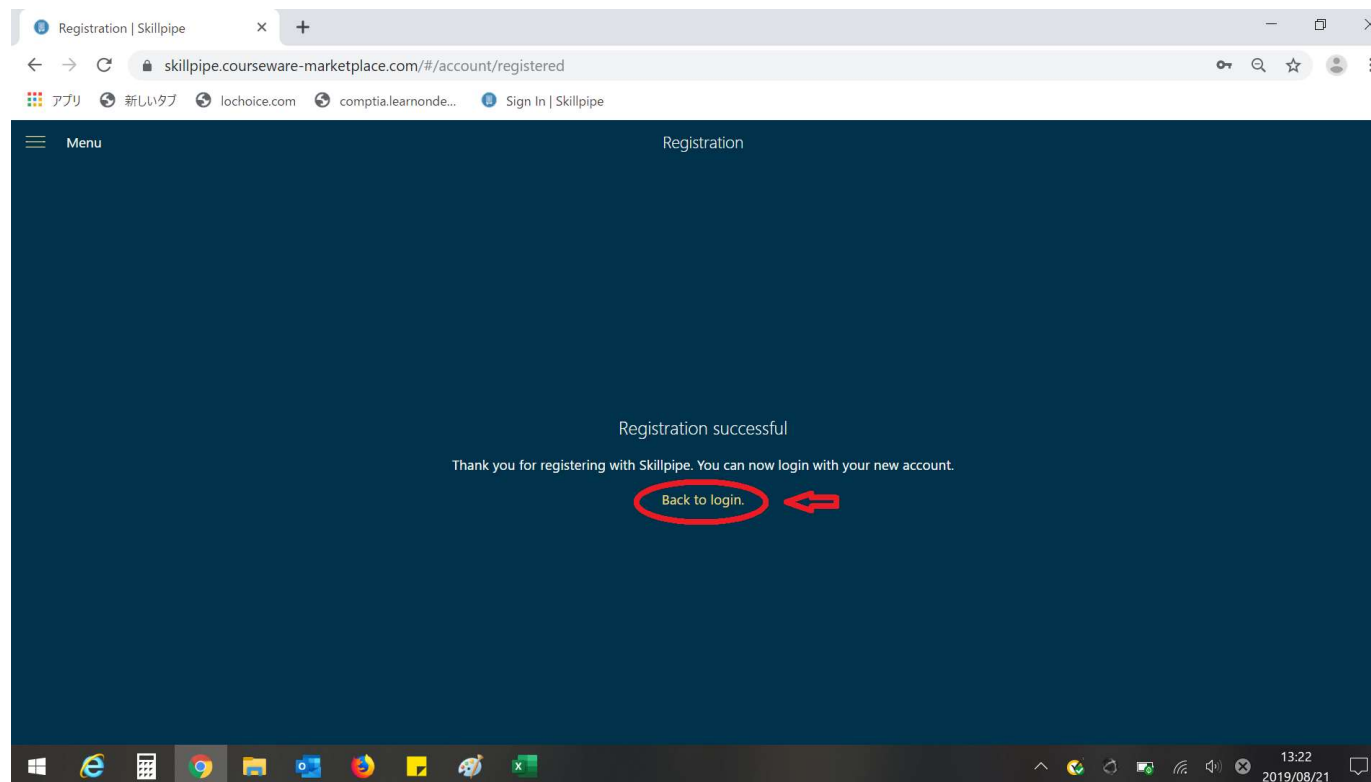 Registration | Skillpipe
skillpipe.courseware-marketplace.com/#/account/registered
アプリ 新しいタブ lochoice.com comptia.learnonde... Sign In | Skillpipe
Menu Registration
Registration successful
Thank you for registering with Skillpipe. You can now login with your new account.
Back to login.
13:22
2019/08/21